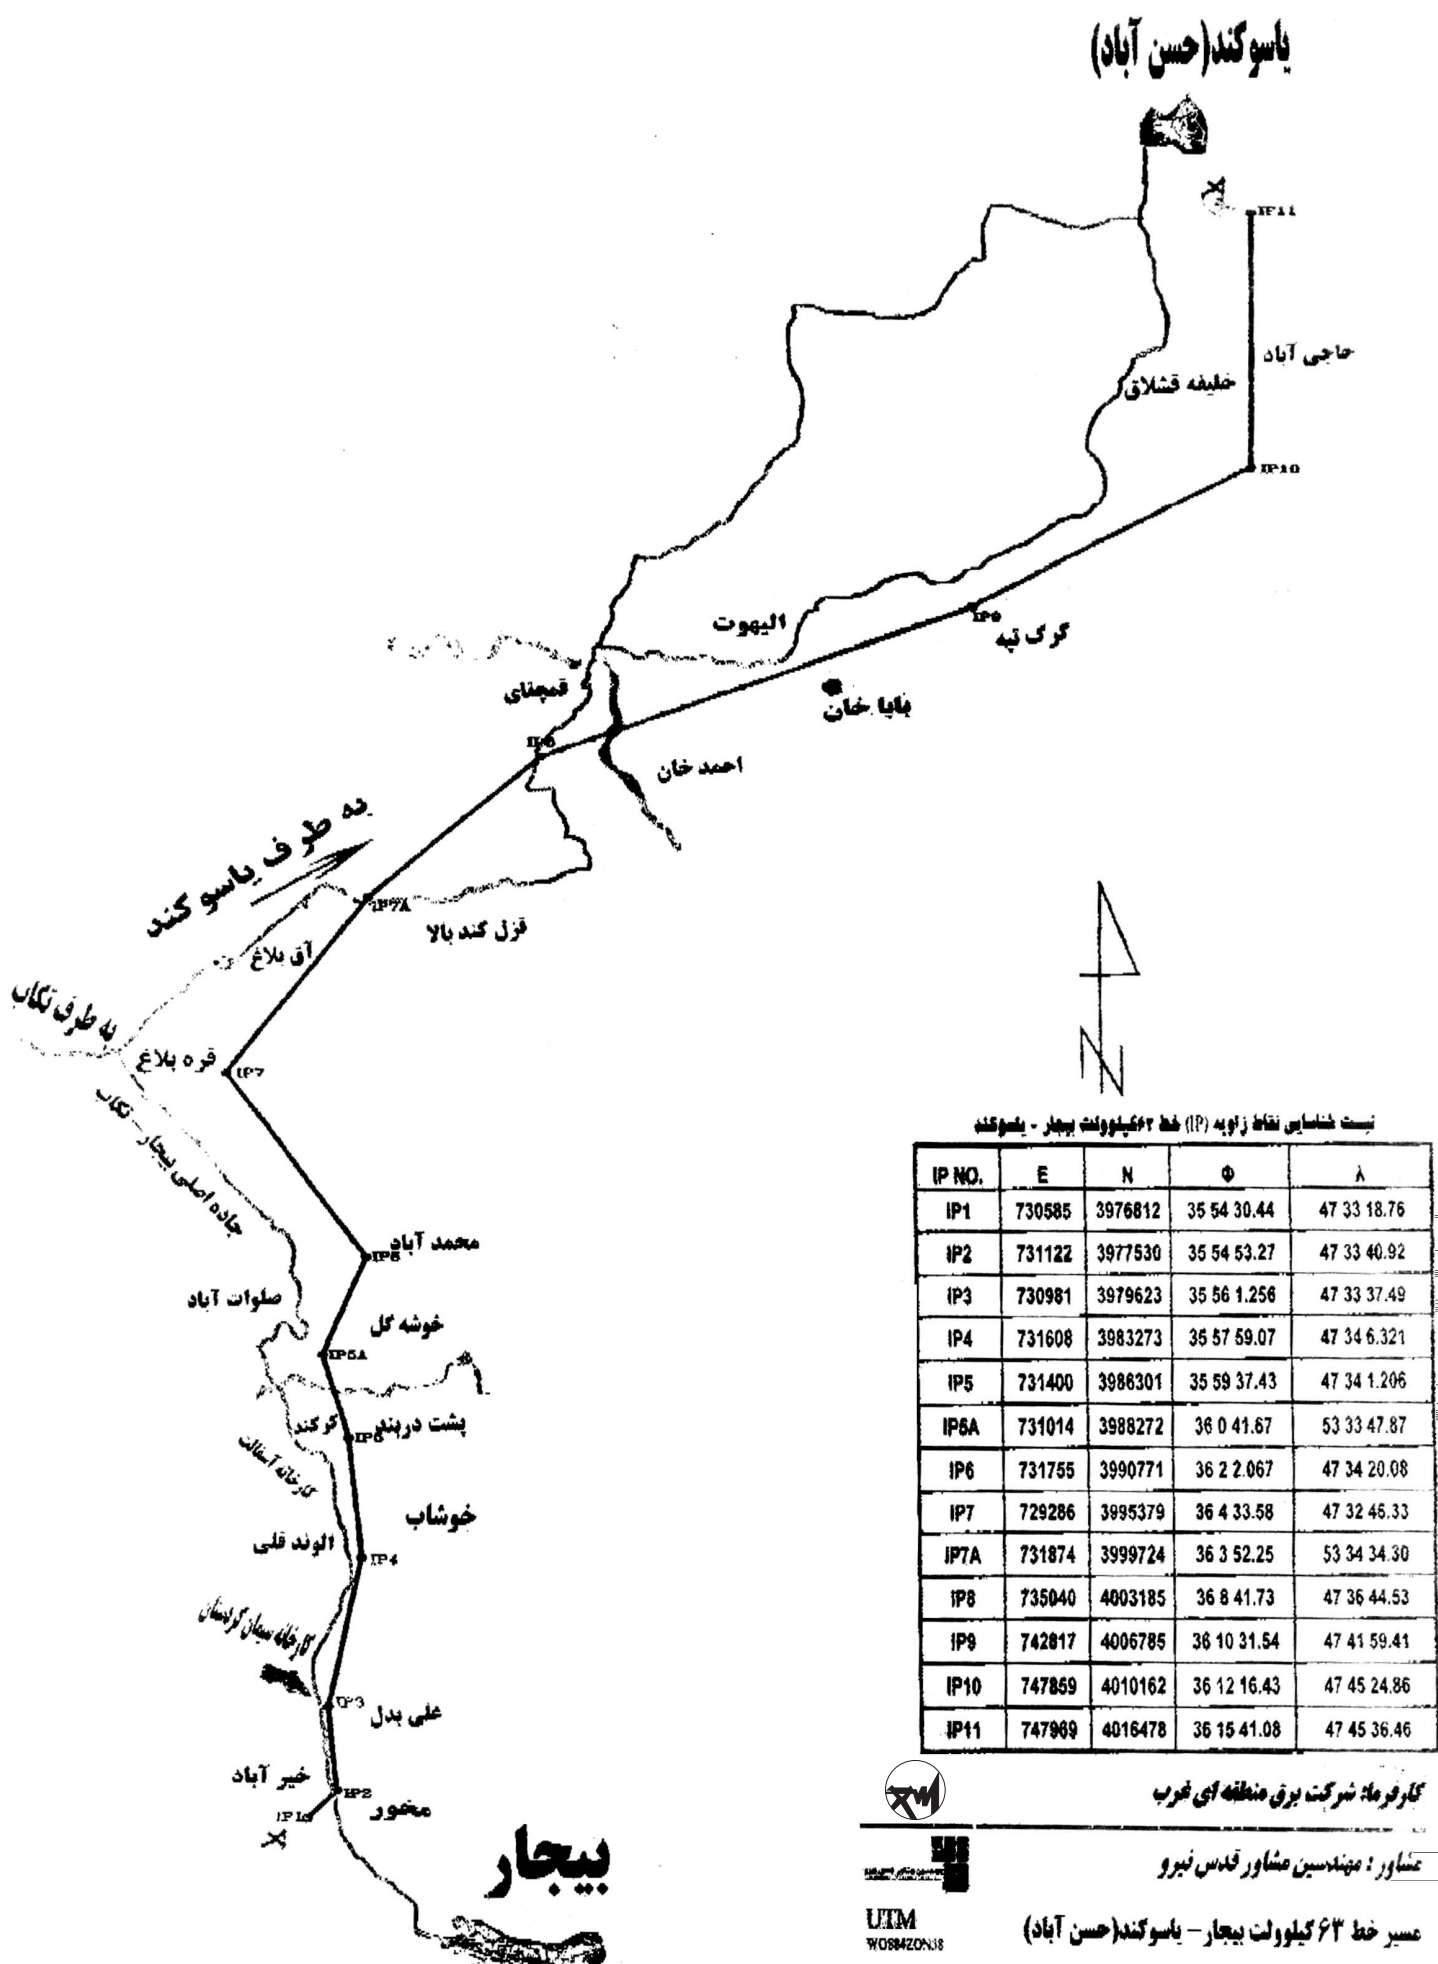 یاسوکند(حسن آباد)
IP11
حاجی آباد
خلیفه قشلاق
IP10
الیهوت
IP9
گرگ تپه
قمچقای
بابا خان
احمد خان
به طرف یاسوکند
IP7A
قزل کند بالا
آق بلاغ
به طرف تکاب
قره بلاغ
IP7
جاده اصلی بیجار - تکاب
محمد آباد
صلوات آباد
خوشه گل
IP5A
پشت دربند
کرکند
کارخانه آسفالت
خوشاب
الوند قلی
IP4
کارخانه سیمان کردستان
IP3
علی بدل
خیر آباد
IP2
IP1
مخور
بیجار
N
لیست شناسایی نقاط زاویه (IP) خط ۶۳کیلوولت بیجار - یاسوکند
IP NO. E N Φ λ
IP1 730585 3976812 35 54 30.44 47 33 18.76
IP2 731122 3977530 35 54 53.27 47 33 40.92
IP3 730981 3979623 35 56 1.256 47 33 37.49
IP4 731608 3983273 35 57 59.07 47 34 6.321
IP5 731400 3986301 35 59 37.43 47 34 1.206
IP5A 731014 3988272 36 0 41.67 53 33 47.87
IP6 731755 3990771 36 2 2.067 47 34 20.08
IP7 729286 3995379 36 4 33.58 47 32 45.33
IP7A 731874 3999724 36 3 52.25 53 34 34.30
IP8 735040 4003185 36 8 41.73 47 36 44.53
IP9 742817 4006785 36 10 31.54 47 41 59.41
IP10 747859 4010162 36 12 16.43 47 45 24.86
IP11 747969 4016478 36 15 41.08 47 45 36.46
کارفرما: شرکت برق منطقه ای غرب
مشاور : مهندسین مشاور قدس نیرو
UTM
مسیر خط ۶۳ کیلوولت بیجار – یاسوکند(حسن آباد)